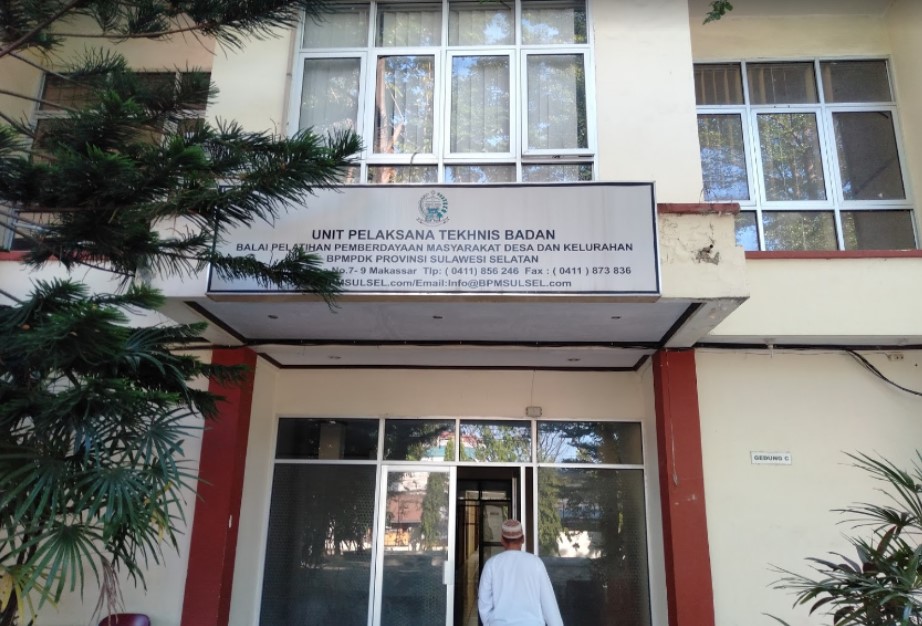 UNIT PELAKSANA TEKHNIS BADAN
BALAI PELATIHAN PEMBERDAYAAN MASYARAKAT DESA DAN KELURAHAN
BPMPDK PROVINSI SULAWESI SELATAN
No.7- 9 Makassar Tlp: ( 0411) 856 246 Fax : ( 0411 ) 873 836
MSULSEL.com/Email:Info@BPMSULSEL.com
GEDUNG C